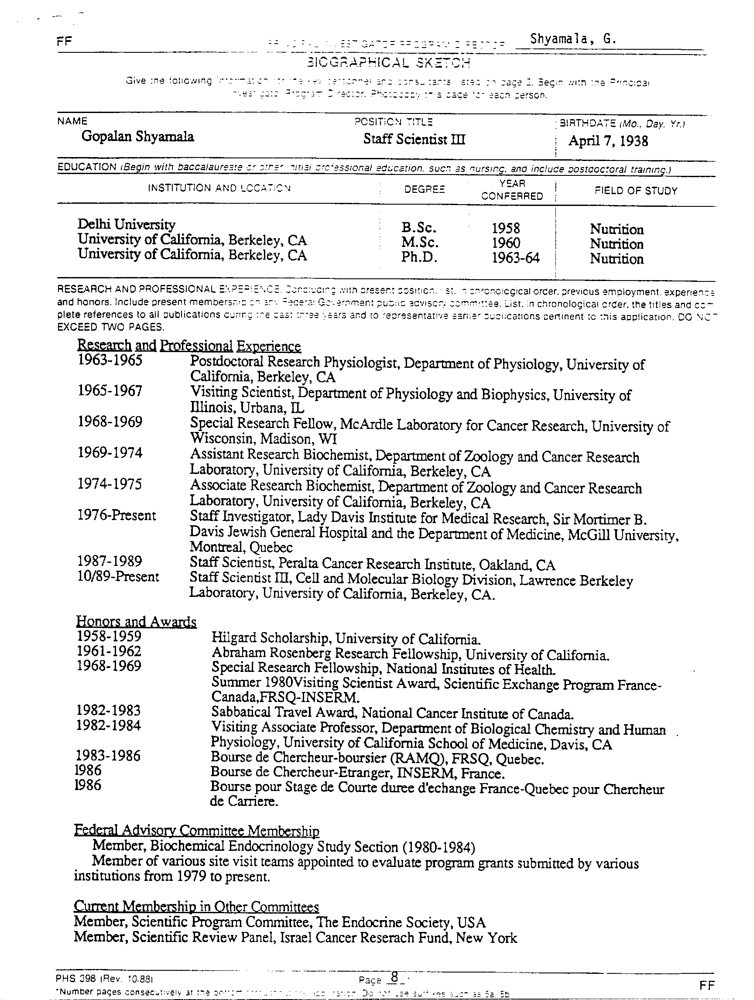 FF
Shyamala, G.
BIOGRAPHICAL SKETCH
Give the following information for the key personnel and consultants listed on page 2. Begin with the Principal
Investigator/Program Director. Photocopy this page for each person.
NAME POSITION TITLE BIRTHDATE (Mo., Day, Yr.)
Gopalan Shyamala Staff Scientist III April 7, 1938
EDUCATION (Begin with baccalaureate or other initial professional education, such as nursing, and include postdoctoral training.)
INSTITUTION AND LOCATION DEGREE YEAR CONFERRED FIELD OF STUDY
Delhi University B.Sc. 1958 Nutrition
University of California, Berkeley, CA M.Sc. 1960 Nutrition
University of California, Berkeley, CA Ph.D. 1963-64 Nutrition
RESEARCH AND PROFESSIONAL EXPERIENCE. Concluding with present position, list, in chronological order, previous employment, experience
and honors. Include present membership on any Federal Government public advisory committee. List, in chronological order, the titles and com-
plete references to all publications during the past three years and to representative earlier publications pertinent to this application. DO NOT
EXCEED TWO PAGES.
Research and Professional Experience
1963-1965 Postdoctoral Research Physiologist, Department of Physiology, University of
California, Berkeley, CA
1965-1967 Visiting Scientist, Department of Physiology and Biophysics, University of
Illinois, Urbana, IL
1968-1969 Special Research Fellow, McArdle Laboratory for Cancer Research, University of
Wisconsin, Madison, WI
1969-1974 Assistant Research Biochemist, Department of Zoology and Cancer Research
Laboratory, University of California, Berkeley, CA
1974-1975 Associate Research Biochemist, Department of Zoology and Cancer Research
Laboratory, University of California, Berkeley, CA
1976-Present Staff Investigator, Lady Davis Institute for Medical Research, Sir Mortimer B.
Davis Jewish General Hospital and the Department of Medicine, McGill University,
Montreal, Quebec
1987-1989 Staff Scientist, Peralta Cancer Research Institute, Oakland, CA
10/89-Present Staff Scientist III, Cell and Molecular Biology Division, Lawrence Berkeley
Laboratory, University of California, Berkeley, CA.
Honors and Awards
1958-1959 Hilgard Scholarship, University of California.
1961-1962 Abraham Rosenberg Research Fellowship, University of California.
1968-1969 Special Research Fellowship, National Institutes of Health.
Summer 1980Visiting Scientist Award, Scientific Exchange Program France-
Canada,FRSQ-INSERM.
1982-1983 Sabbatical Travel Award, National Cancer Institute of Canada.
1982-1984 Visiting Associate Professor, Department of Biological Chemistry and Human
Physiology, University of California School of Medicine, Davis, CA
1983-1986 Bourse de Chercheur-boursier (RAMQ), FRSQ, Quebec.
1986 Bourse de Chercheur-Etranger, INSERM, France.
1986 Bourse pour Stage de Courte duree d'echange France-Quebec pour Chercheur
de Carriere.
Federal Advisory Committee Membership
Member, Biochemical Endocrinology Study Section (1980-1984)
Member of various site visit teams appointed to evaluate program grants submitted by various
institutions from 1979 to present.
Current Membership in Other Committees
Member, Scientific Program Committee, The Endocrine Society, USA
Member, Scientific Review Panel, Israel Cancer Reserach Fund, New York
PHS 398 (Rev. 10/88) Page 8 FF
*Number pages consecutively at the bottom Do not use suffixes such as 5a, 5b.